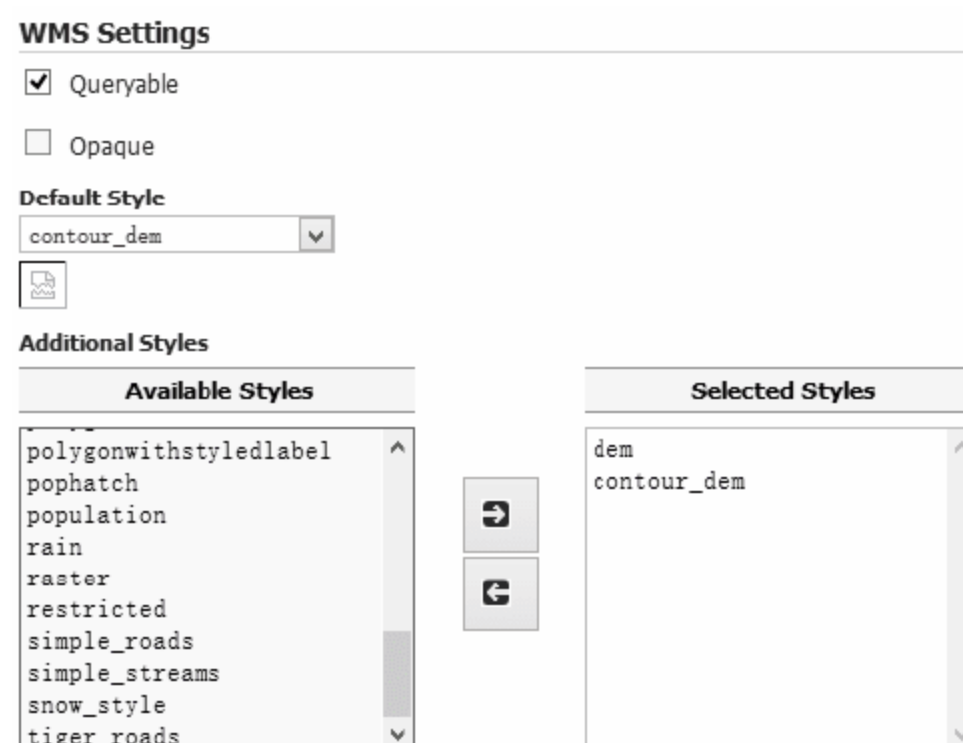 WMS Settings
Queryable
Opaque
Default Style
contour_dem
Additional Styles
Available Styles
polygonwithstyledlabel
pophatch
population
rain
raster
restricted
simple_roads
simple_streams
snow_style
tiger_roads
Selected Styles
dem
contour_dem